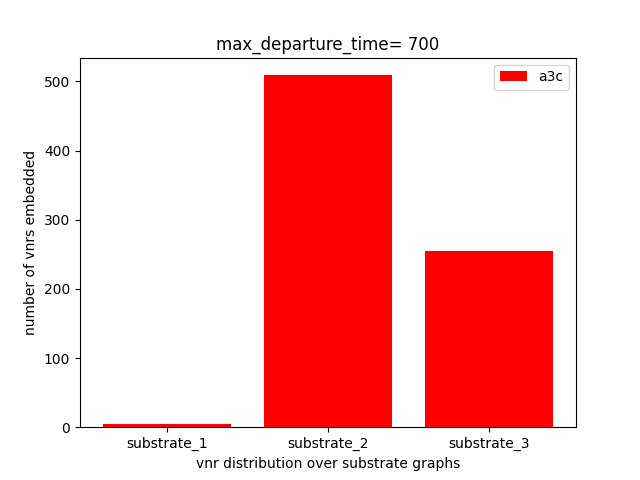 max_departure_time= 700
a3c
500
400
300
200
100
0
number of vnrs embedded
substrate_1 substrate_2 substrate_3
vnr distribution over substrate graphs